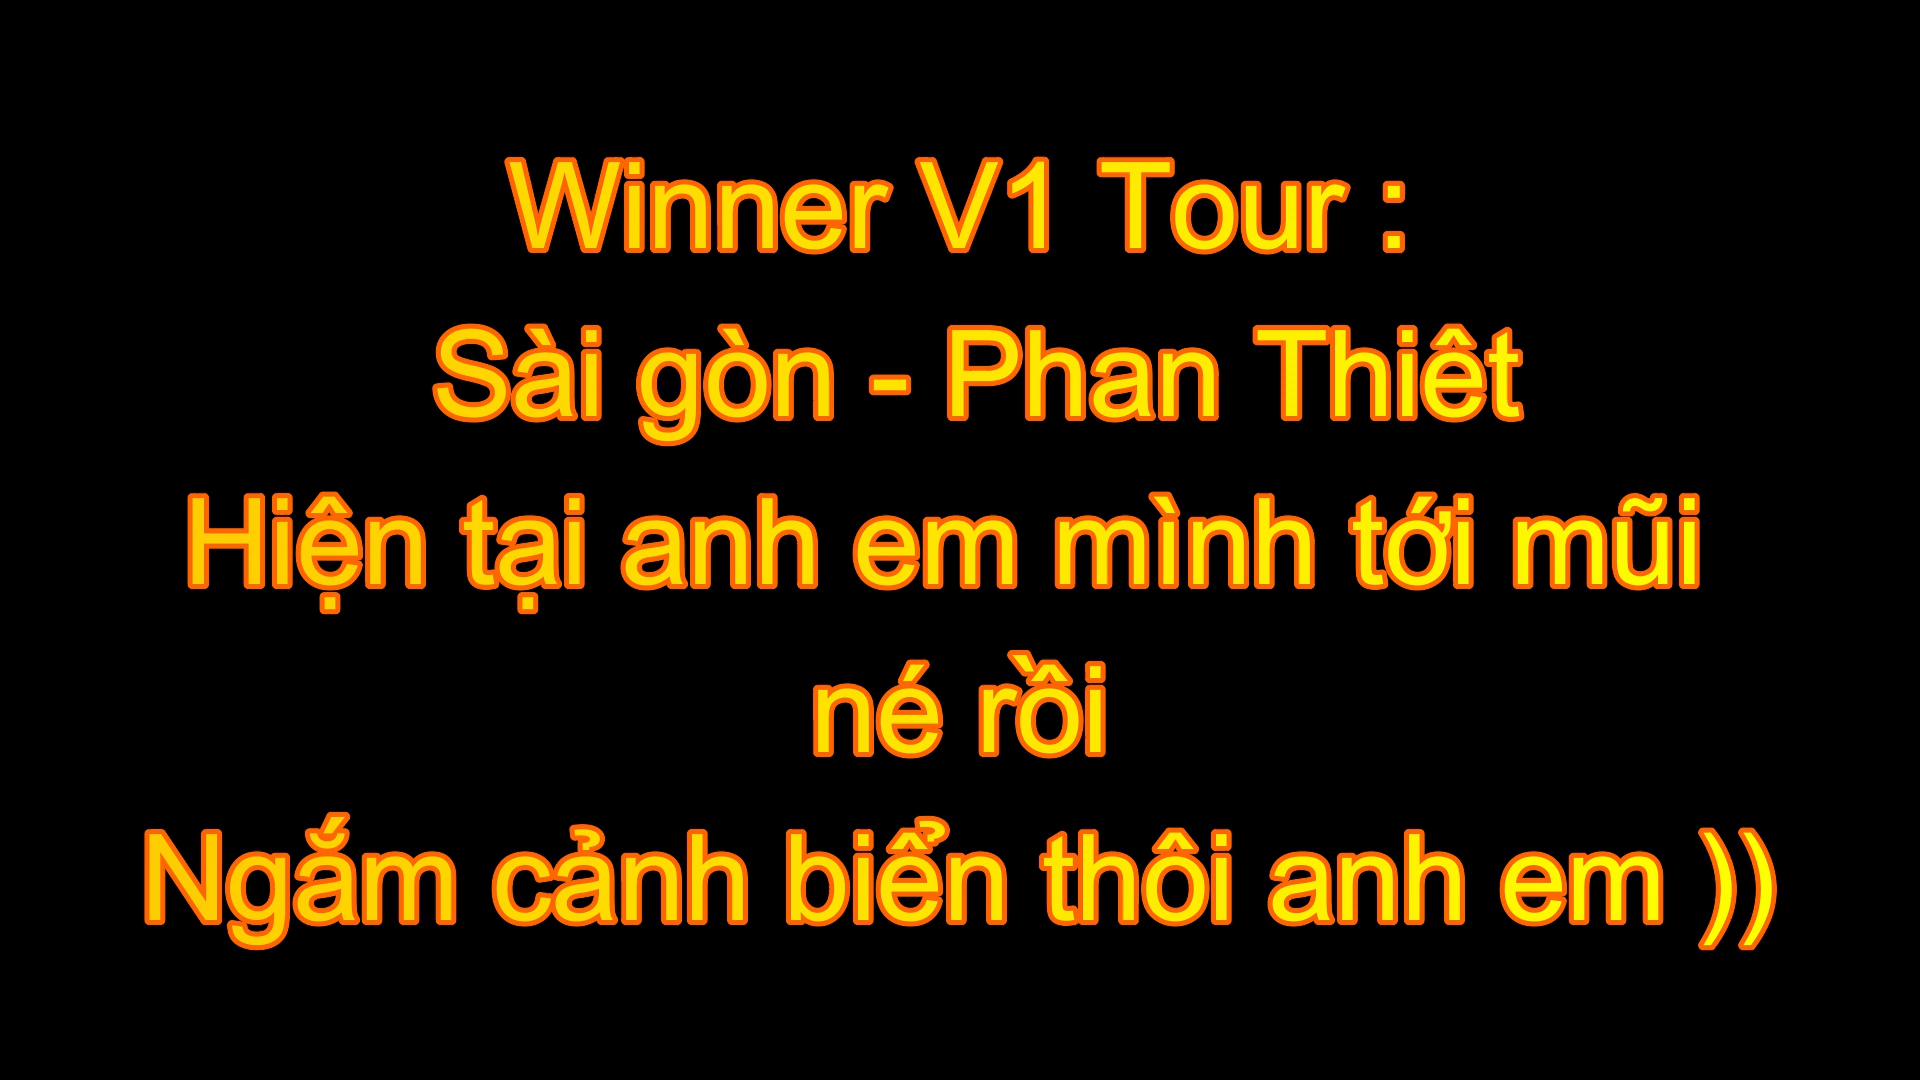 Winner V1 Tour :
Sài gòn - Phan Thiêt
Hiện tại anh em mình tới mũi
né rồi
Ngắm cảnh biển thôi anh em ))